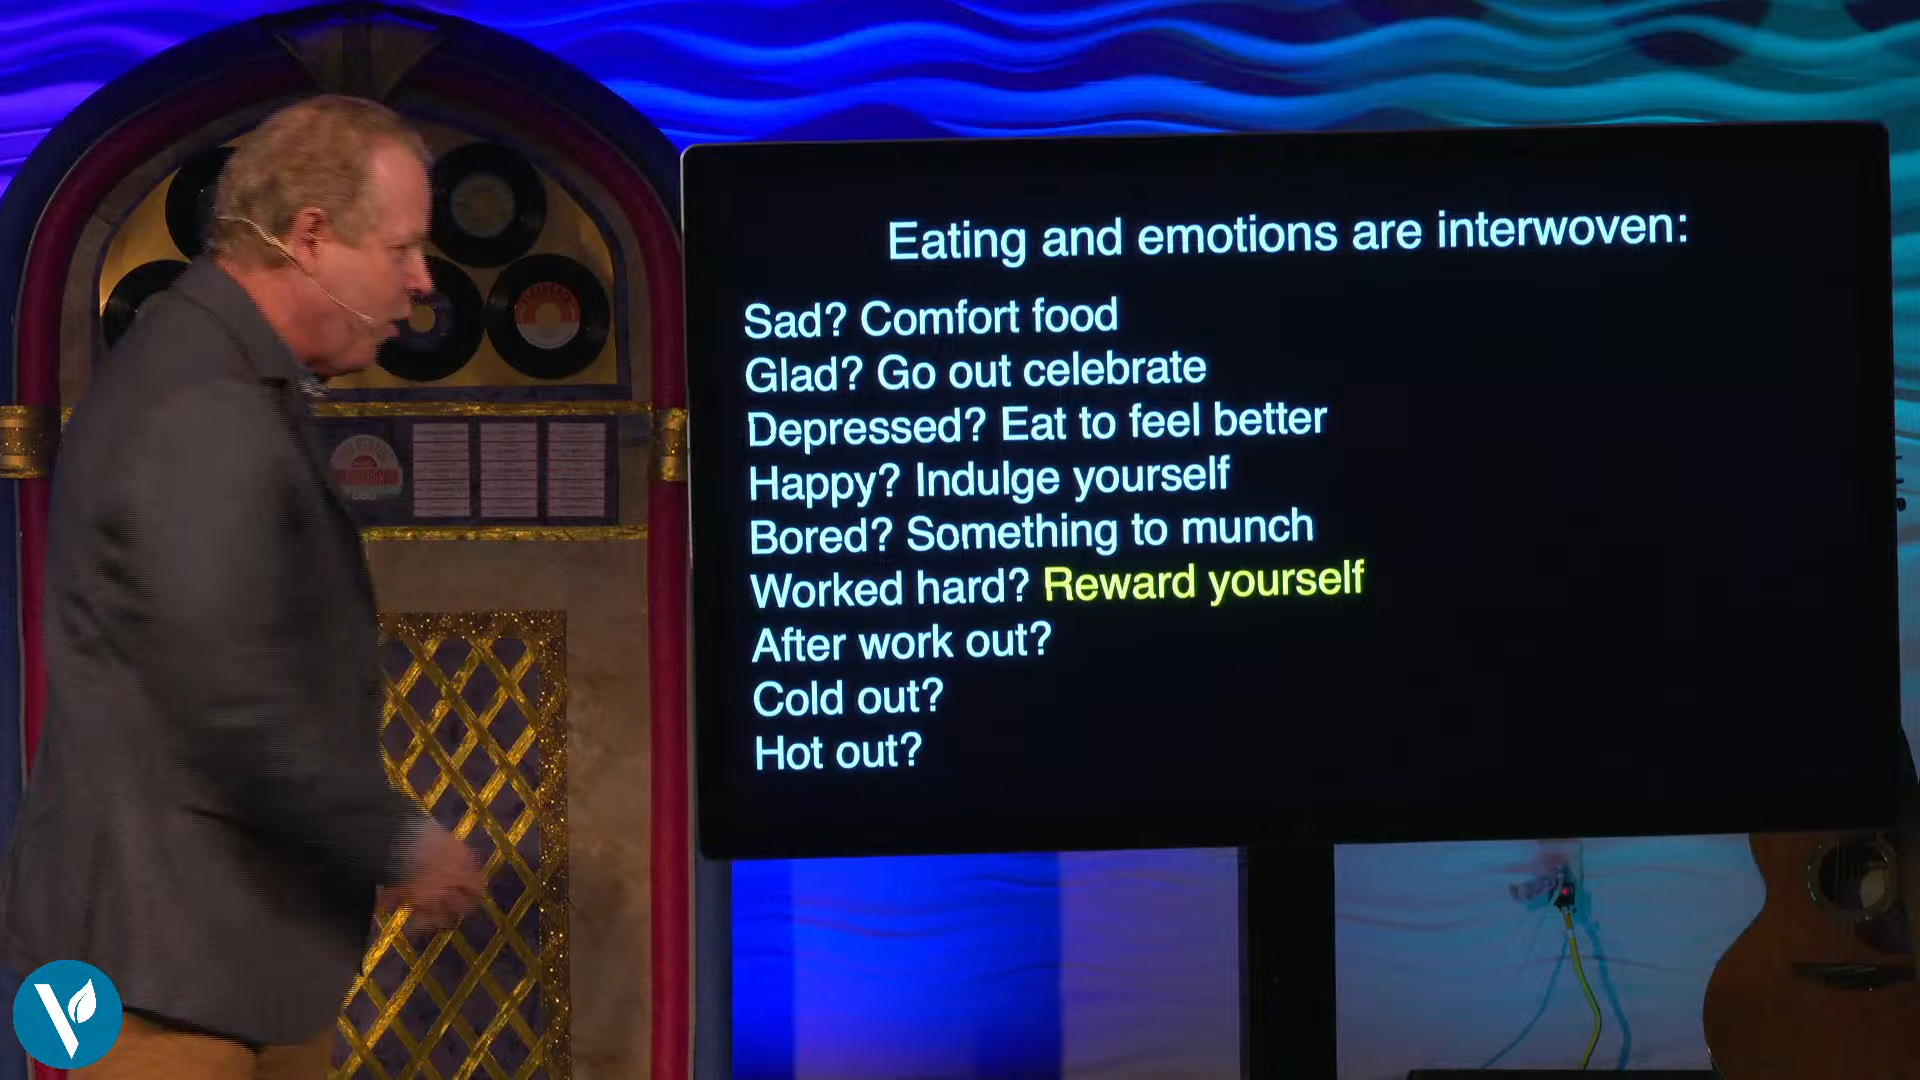 Eating and emotions are interwoven:
Sad? Comfort food
Glad? Go out celebrate
Depressed? Eat to feel better
Happy? Indulge yourself
Bored? Something to munch
Worked hard? Reward yourself
After work out?
Cold out?
Hot out?